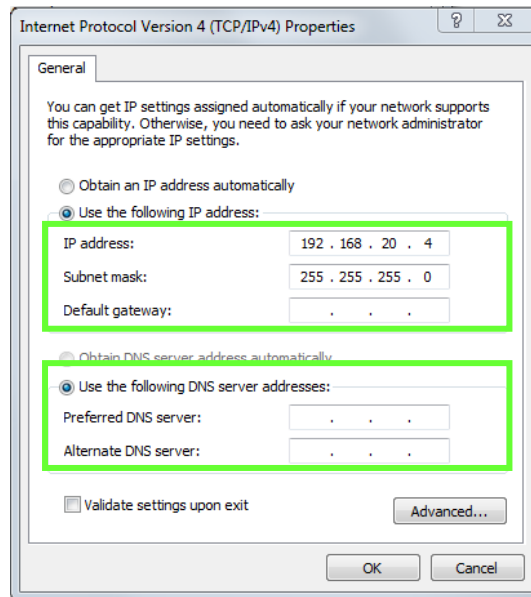 Internet Protocol Version 4 (TCP/IPv4) Properties
General
You can get IP settings assigned automatically if your network supports
this capability. Otherwise, you need to ask your network administrator
for the appropriate IP settings.
Obtain an IP address automatically
Use the following IP address:
IP address: 192 . 168 . 20 . 4
Subnet mask: 255 . 255 . 255 . 0
Default gateway: . . .
Obtain DNS server address automatically
Use the following DNS server addresses:
Preferred DNS server: . . .
Alternate DNS server: . . .
Validate settings upon exit
Advanced...
OK Cancel